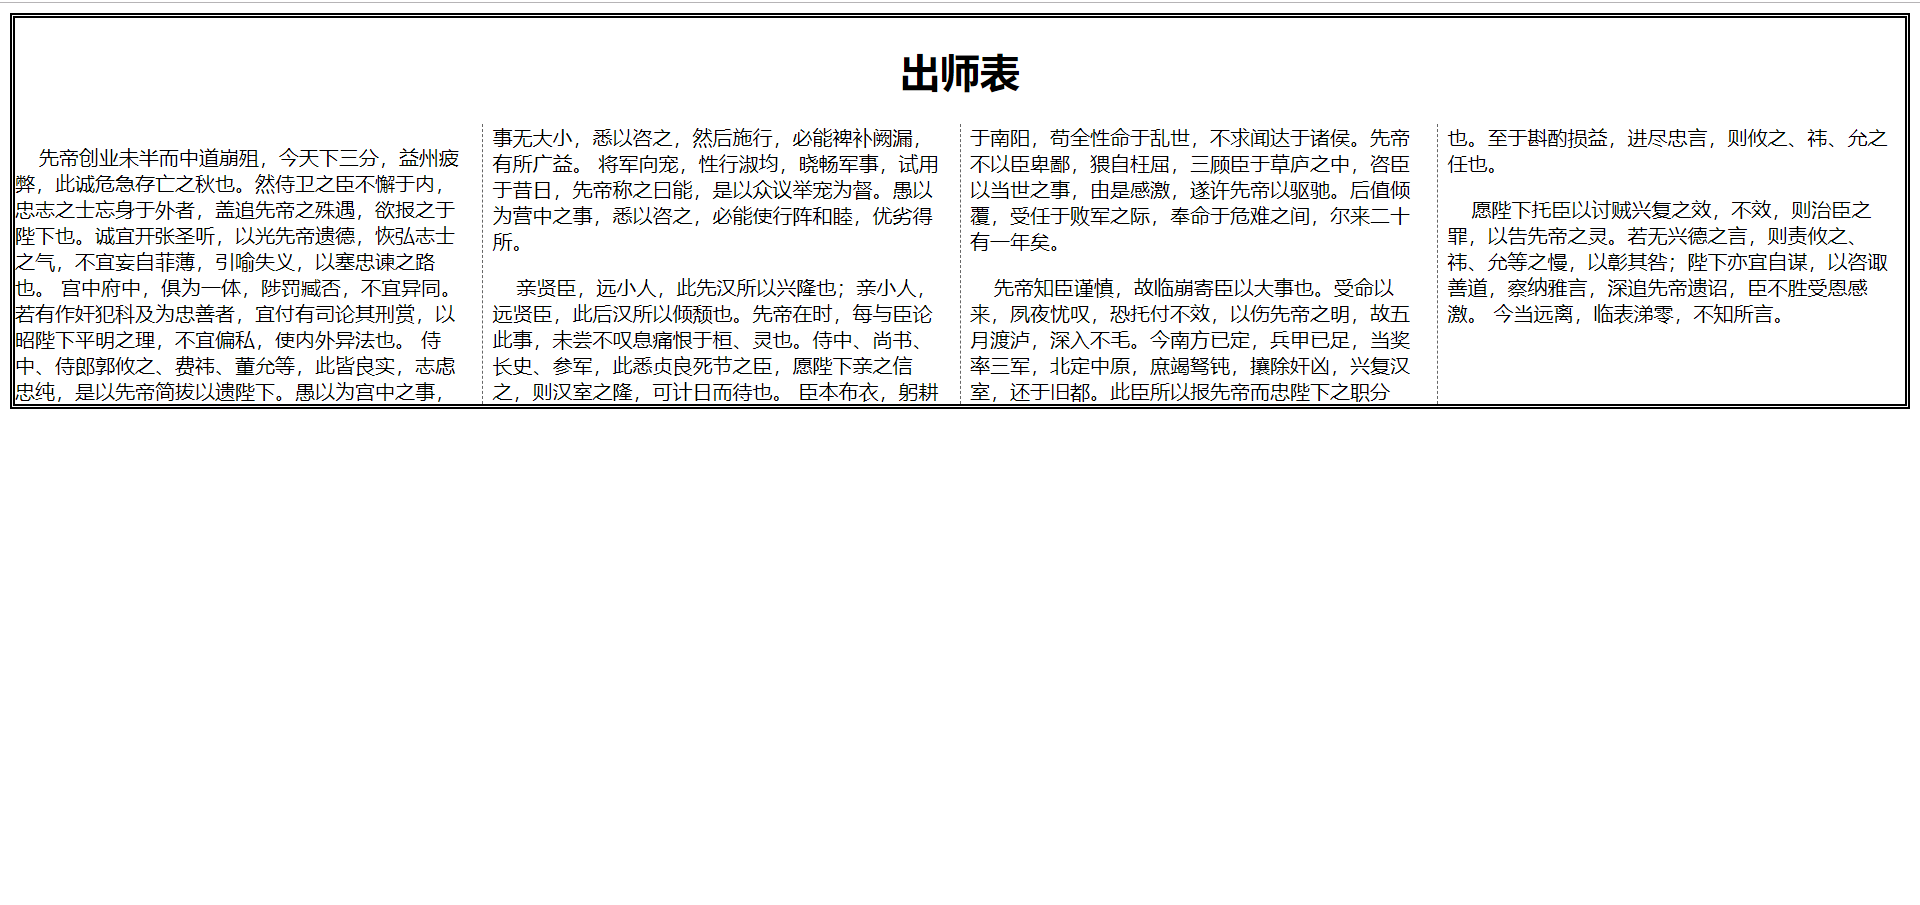 出师表
先帝创业未半而中道崩殂，今天下三分，益州疲
弊，此诚危急存亡之秋也。然侍卫之臣不懈于内，
忠志之士忘身于外者，盖追先帝之殊遇，欲报之于
陛下也。诚宜开张圣听，以光先帝遗德，恢弘志士
之气，不宜妄自菲薄，引喻失义，以塞忠谏之路
也。 宫中府中，俱为一体，陟罚臧否，不宜异同。
若有作奸犯科及为忠善者，宜付有司论其刑赏，以
昭陛下平明之理，不宜偏私，使内外异法也。 侍
中、侍郎郭攸之、费祎、董允等，此皆良实，志虑
忠纯，是以先帝简拔以遗陛下。愚以为宫中之事，
事无大小，悉以咨之，然后施行，必能裨补阙漏，
有所广益。 将军向宠，性行淑均，晓畅军事，试用
于昔日，先帝称之曰能，是以众议举宠为督。愚以
为营中之事，悉以咨之，必能使行阵和睦，优劣得
所。
亲贤臣，远小人，此先汉所以兴隆也；亲小人，
远贤臣，此后汉所以倾颓也。先帝在时，每与臣论
此事，未尝不叹息痛恨于桓、灵也。侍中、尚书、
长史、参军，此悉贞良死节之臣，愿陛下亲之信
之，则汉室之隆，可计日而待也。 臣本布衣，躬耕
于南阳，苟全性命于乱世，不求闻达于诸侯。先帝
不以臣卑鄙，猥自枉屈，三顾臣于草庐之中，咨臣
以当世之事，由是感激，遂许先帝以驱驰。后值倾
覆，受任于败军之际，奉命于危难之间，尔来二十
有一年矣。
先帝知臣谨慎，故临崩寄臣以大事也。受命以
来，夙夜忧叹，恐托付不效，以伤先帝之明，故五
月渡泸，深入不毛。今南方已定，兵甲已足，当奖
率三军，北定中原，庶竭驽钝，攘除奸凶，兴复汉
室，还于旧都。此臣所以报先帝而忠陛下之职分
也。至于斟酌损益，进尽忠言，则攸之、祎、允之
任也。
愿陛下托臣以讨贼兴复之效，不效，则治臣之
罪，以告先帝之灵。若无兴德之言，则责攸之、
祎、允等之慢，以彰其咎；陛下亦宜自谋，以咨诹
善道，察纳雅言，深追先帝遗诏，臣不胜受恩感
激。 今当远离，临表涕零，不知所言。